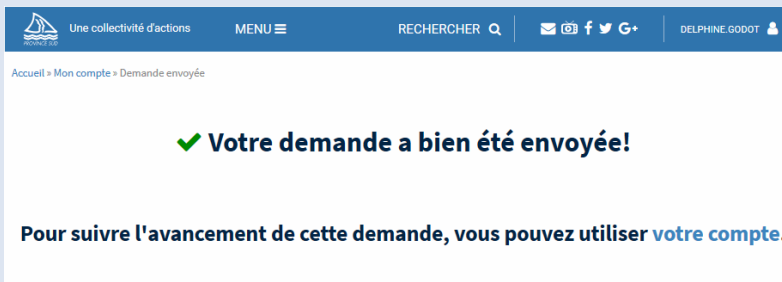 PROVINCE SUD Une collectivité d'actions MENU RECHERCHER f G+ DELPHINE.GODOT
Accueil » Mon compte » Demande envoyée
Votre demande a bien été envoyée!
Pour suivre l'avancement de cette demande, vous pouvez utiliser votre compte.